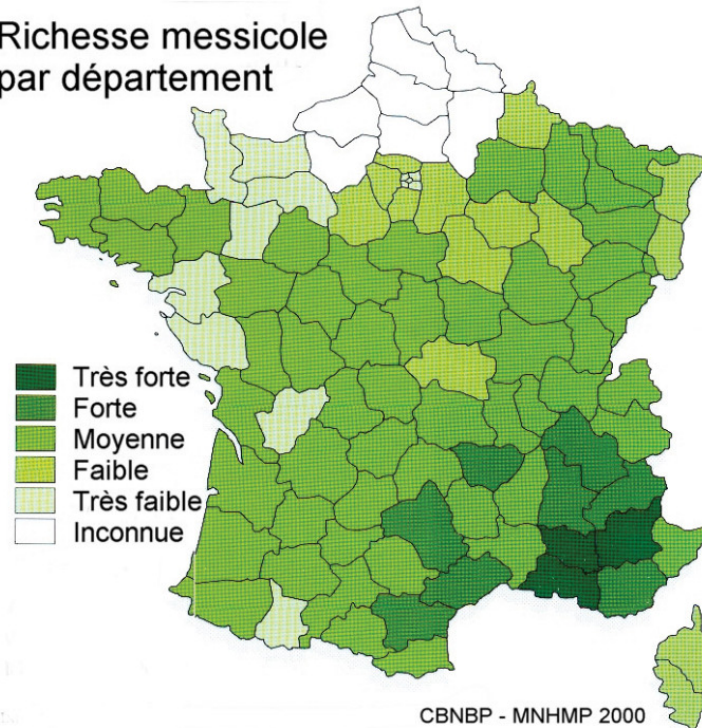 Richesse messicole
par département
Très forte
Forte
Moyenne
Faible
Très faible
Inconnue
CBNBP - MNHMP 2000